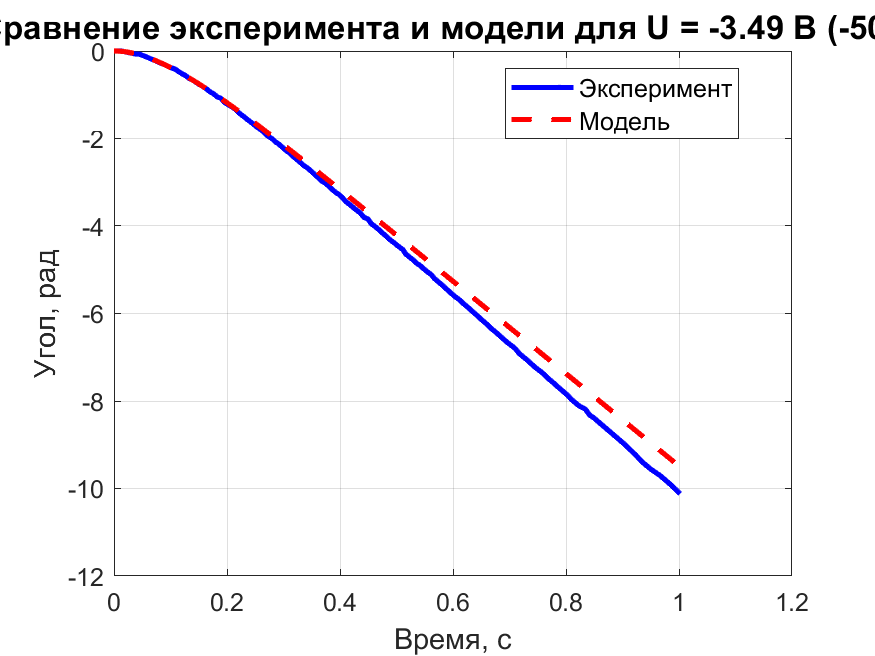 равнение эксперимента и модели для U = -3.49 В (-50
Эксперимент
Модель
0
-2
-4
-6
-8
-10
-12
Угол, рад
0 0.2 0.4 0.6 0.8 1 1.2
Время, с